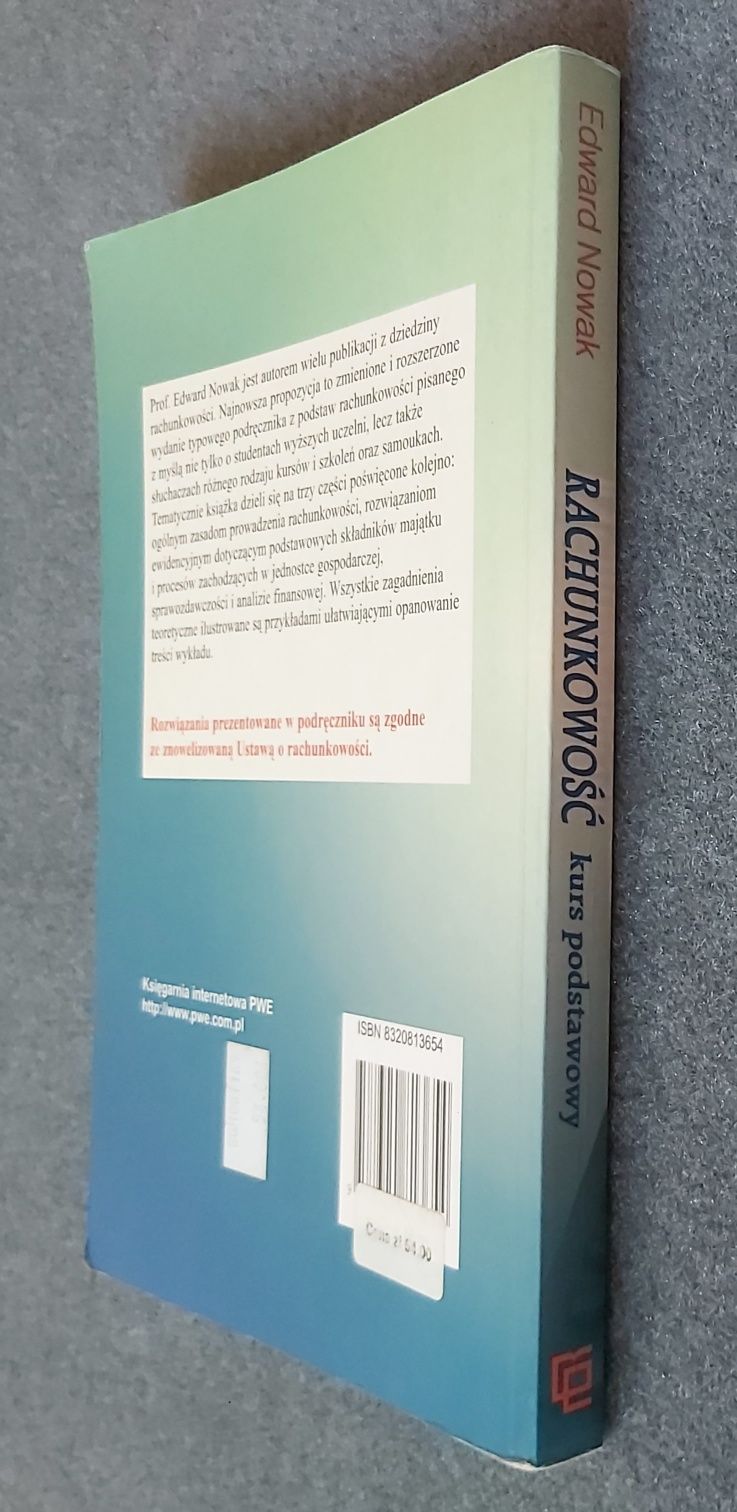 Edward Nowak
RACHUNKOWOŚĆ kurs podstawowy
Prof. Edward Nowak jest autorem wielu publikacji z dziedziny
rachunkowości. Najnowsza propozycja to zmienione i rozszerzone
wydanie typowego podręcznika z podstaw rachunkowości pisanego
z myślą nie tylko o studentach wyższych uczelni, lecz także
słuchaczach różnego rodzaju kursów i szkoleń oraz samoukach.
Tematycznie książka dzieli się na trzy części poświęcone kolejno:
ogólnym zasadom prowadzenia rachunkowości, rozwiązaniom
ewidencyjnym dotyczącym podstawowych składników majątku
i procesów zachodzących w jednostce gospodarczej,
sprawozdawczości i analizie finansowej. Wszystkie zagadnienia
teoretyczne ilustrowane są przykładami ułatwiającymi opanowanie
treści wykładu.
Rozwiązania prezentowane w podręczniku są zgodne
ze znowelizowaną Ustawą o rachunkowości.
Księgarnia internetowa PWE
http://www.pwe.com.pl
ISBN 8320813654
9
Cena zł 54.00